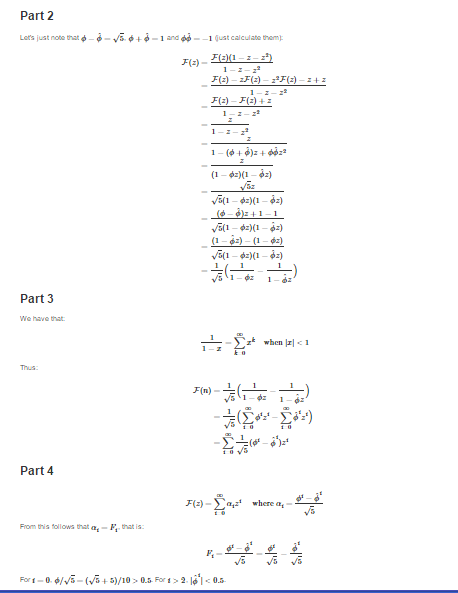 Part 2
Let's just note that ϕ − ϕ̂ = √5, ϕ + ϕ̂ = 1 and ϕϕ̂ = −1 (just calculate them):
F(z) = F(z)(1 − z − z²) / (1 − z − z²)
= (F(z) − zF(z) − z²F(z) − z + z) / (1 − z − z²)
= (F(z) − F(z) + z) / (1 − z − z²)
= z / (1 − z − z²)
= z / (1 − (ϕ + ϕ̂)z + ϕϕ̂z²)
= z / ((1 − ϕz)(1 − ϕ̂z))
= √5z / (√5(1 − ϕz)(1 − ϕ̂z))
= ((ϕ − ϕ̂)z + 1 − 1) / (√5(1 − ϕz)(1 − ϕ̂z))
= ((1 − ϕ̂z) − (1 − ϕz)) / (√5(1 − ϕz)(1 − ϕ̂z))
= 1/√5 (1/(1 − ϕz) − 1/(1 − ϕ̂z))
Part 3
We have that:
1/(1 − x) = ∑_{k=0}^{∞} x^k when |x| < 1
Thus:
F(n) = 1/√5 (1/(1 − ϕz) − 1/(1 − ϕ̂z))
= 1/√5 (∑_{i=0}^{∞} ϕ^i z^i − ∑_{i=0}^{∞} ϕ̂^i z^i)
= ∑_{i=0}^{∞} 1/√5 (ϕ^i − ϕ̂^i)z^i
Part 4
F(z) = ∑_{i=0}^{∞} α_i z^i where α_i = (ϕ^i − ϕ̂^i)/√5
From this follows that α_i = F_i, that is:
F_i = (ϕ^i − ϕ̂^i)/√5 = ϕ^i/√5 − ϕ̂^i/√5
For i = 0, ϕ/√5 = (√5 + 5)/10 > 0.5. For i > 2, |ϕ̂^i| < 0.5.